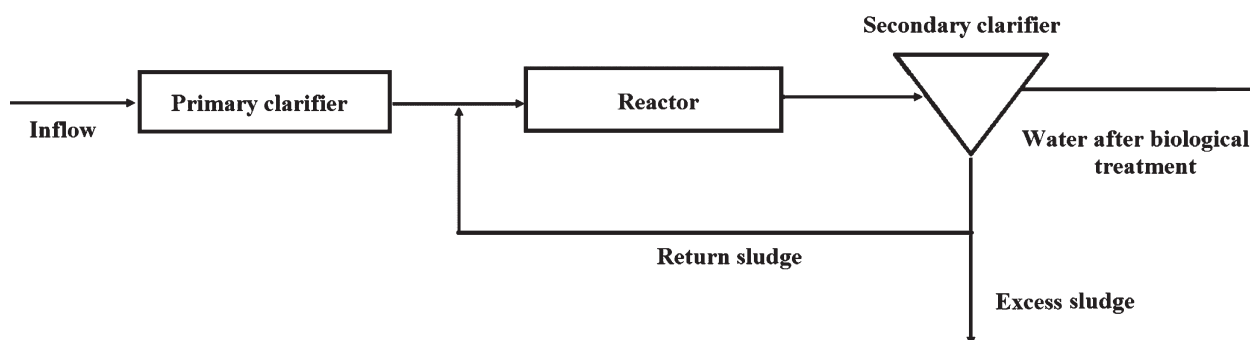 Secondary clarifier
Primary clarifier
Reactor
Inflow
Water after biological
treatment
Return sludge
Excess sludge